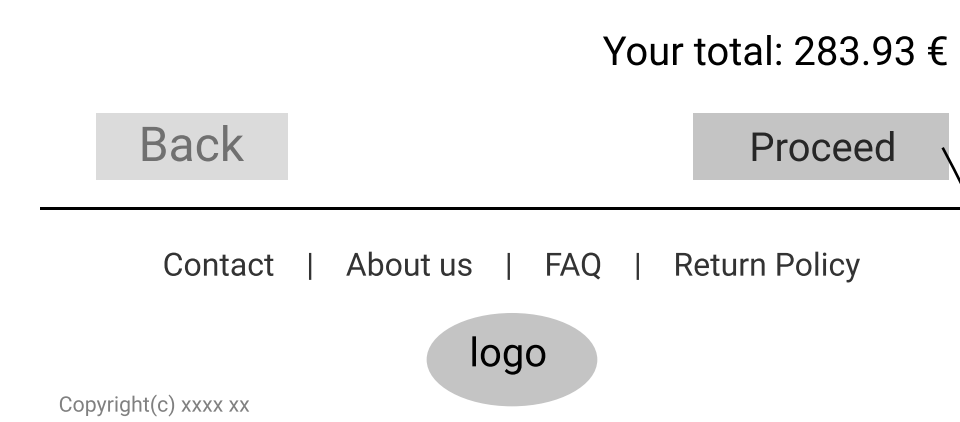 Your total: 283.93 €
Back Proceed
Contact | About us | FAQ | Return Policy
logo
Copyright(c) xxxx xx